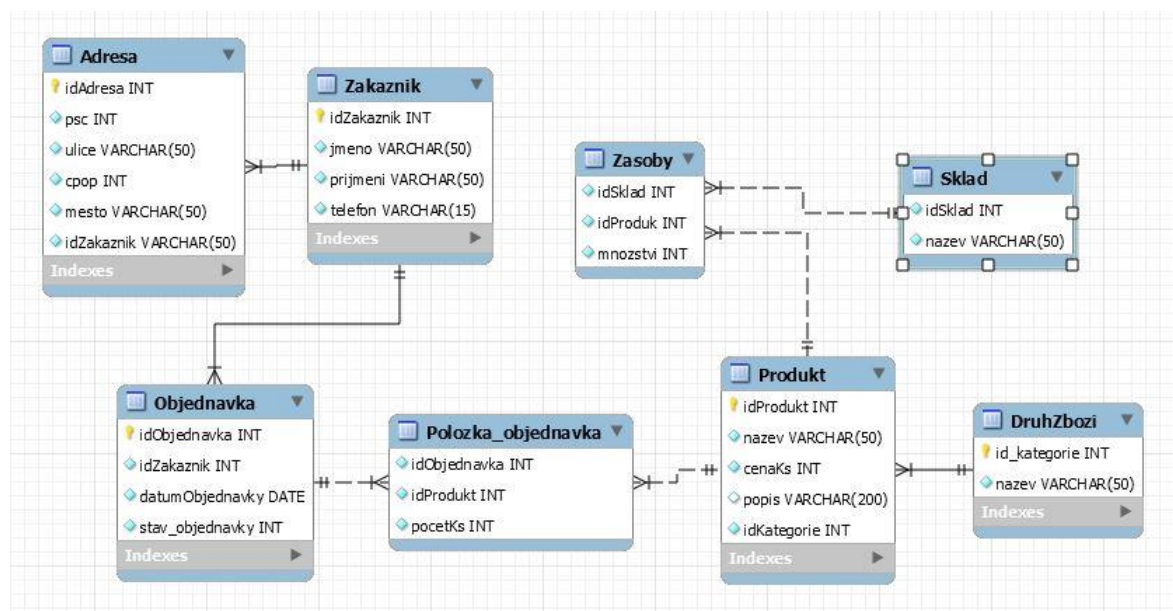 Adresa
idAdresa INT
psc INT
ulice VARCHAR(50)
cpop INT
mesto VARCHAR(50)
idZakaznik VARCHAR(50)
Indexes
Zakaznik
idZakaznik INT
jmeno VARCHAR(50)
prijmeni VARCHAR(50)
telefon VARCHAR(15)
Indexes
Zasoby
idSklad INT
idProduk INT
mnozstvi INT
Sklad
idSklad INT
nazev VARCHAR(50)
Objednavka
idObjednavka INT
idZakaznik INT
datumObjednavky DATE
stav_objednavky INT
Indexes
Polozka_objednavka
idObjednavka INT
idProdukt INT
pocetKs INT
Produkt
idProdukt INT
nazev VARCHAR(50)
cenaKs INT
popis VARCHAR(200)
idKategorie INT
Indexes
DruhZbozi
id_kategorie INT
nazev VARCHAR(50)
Indexes